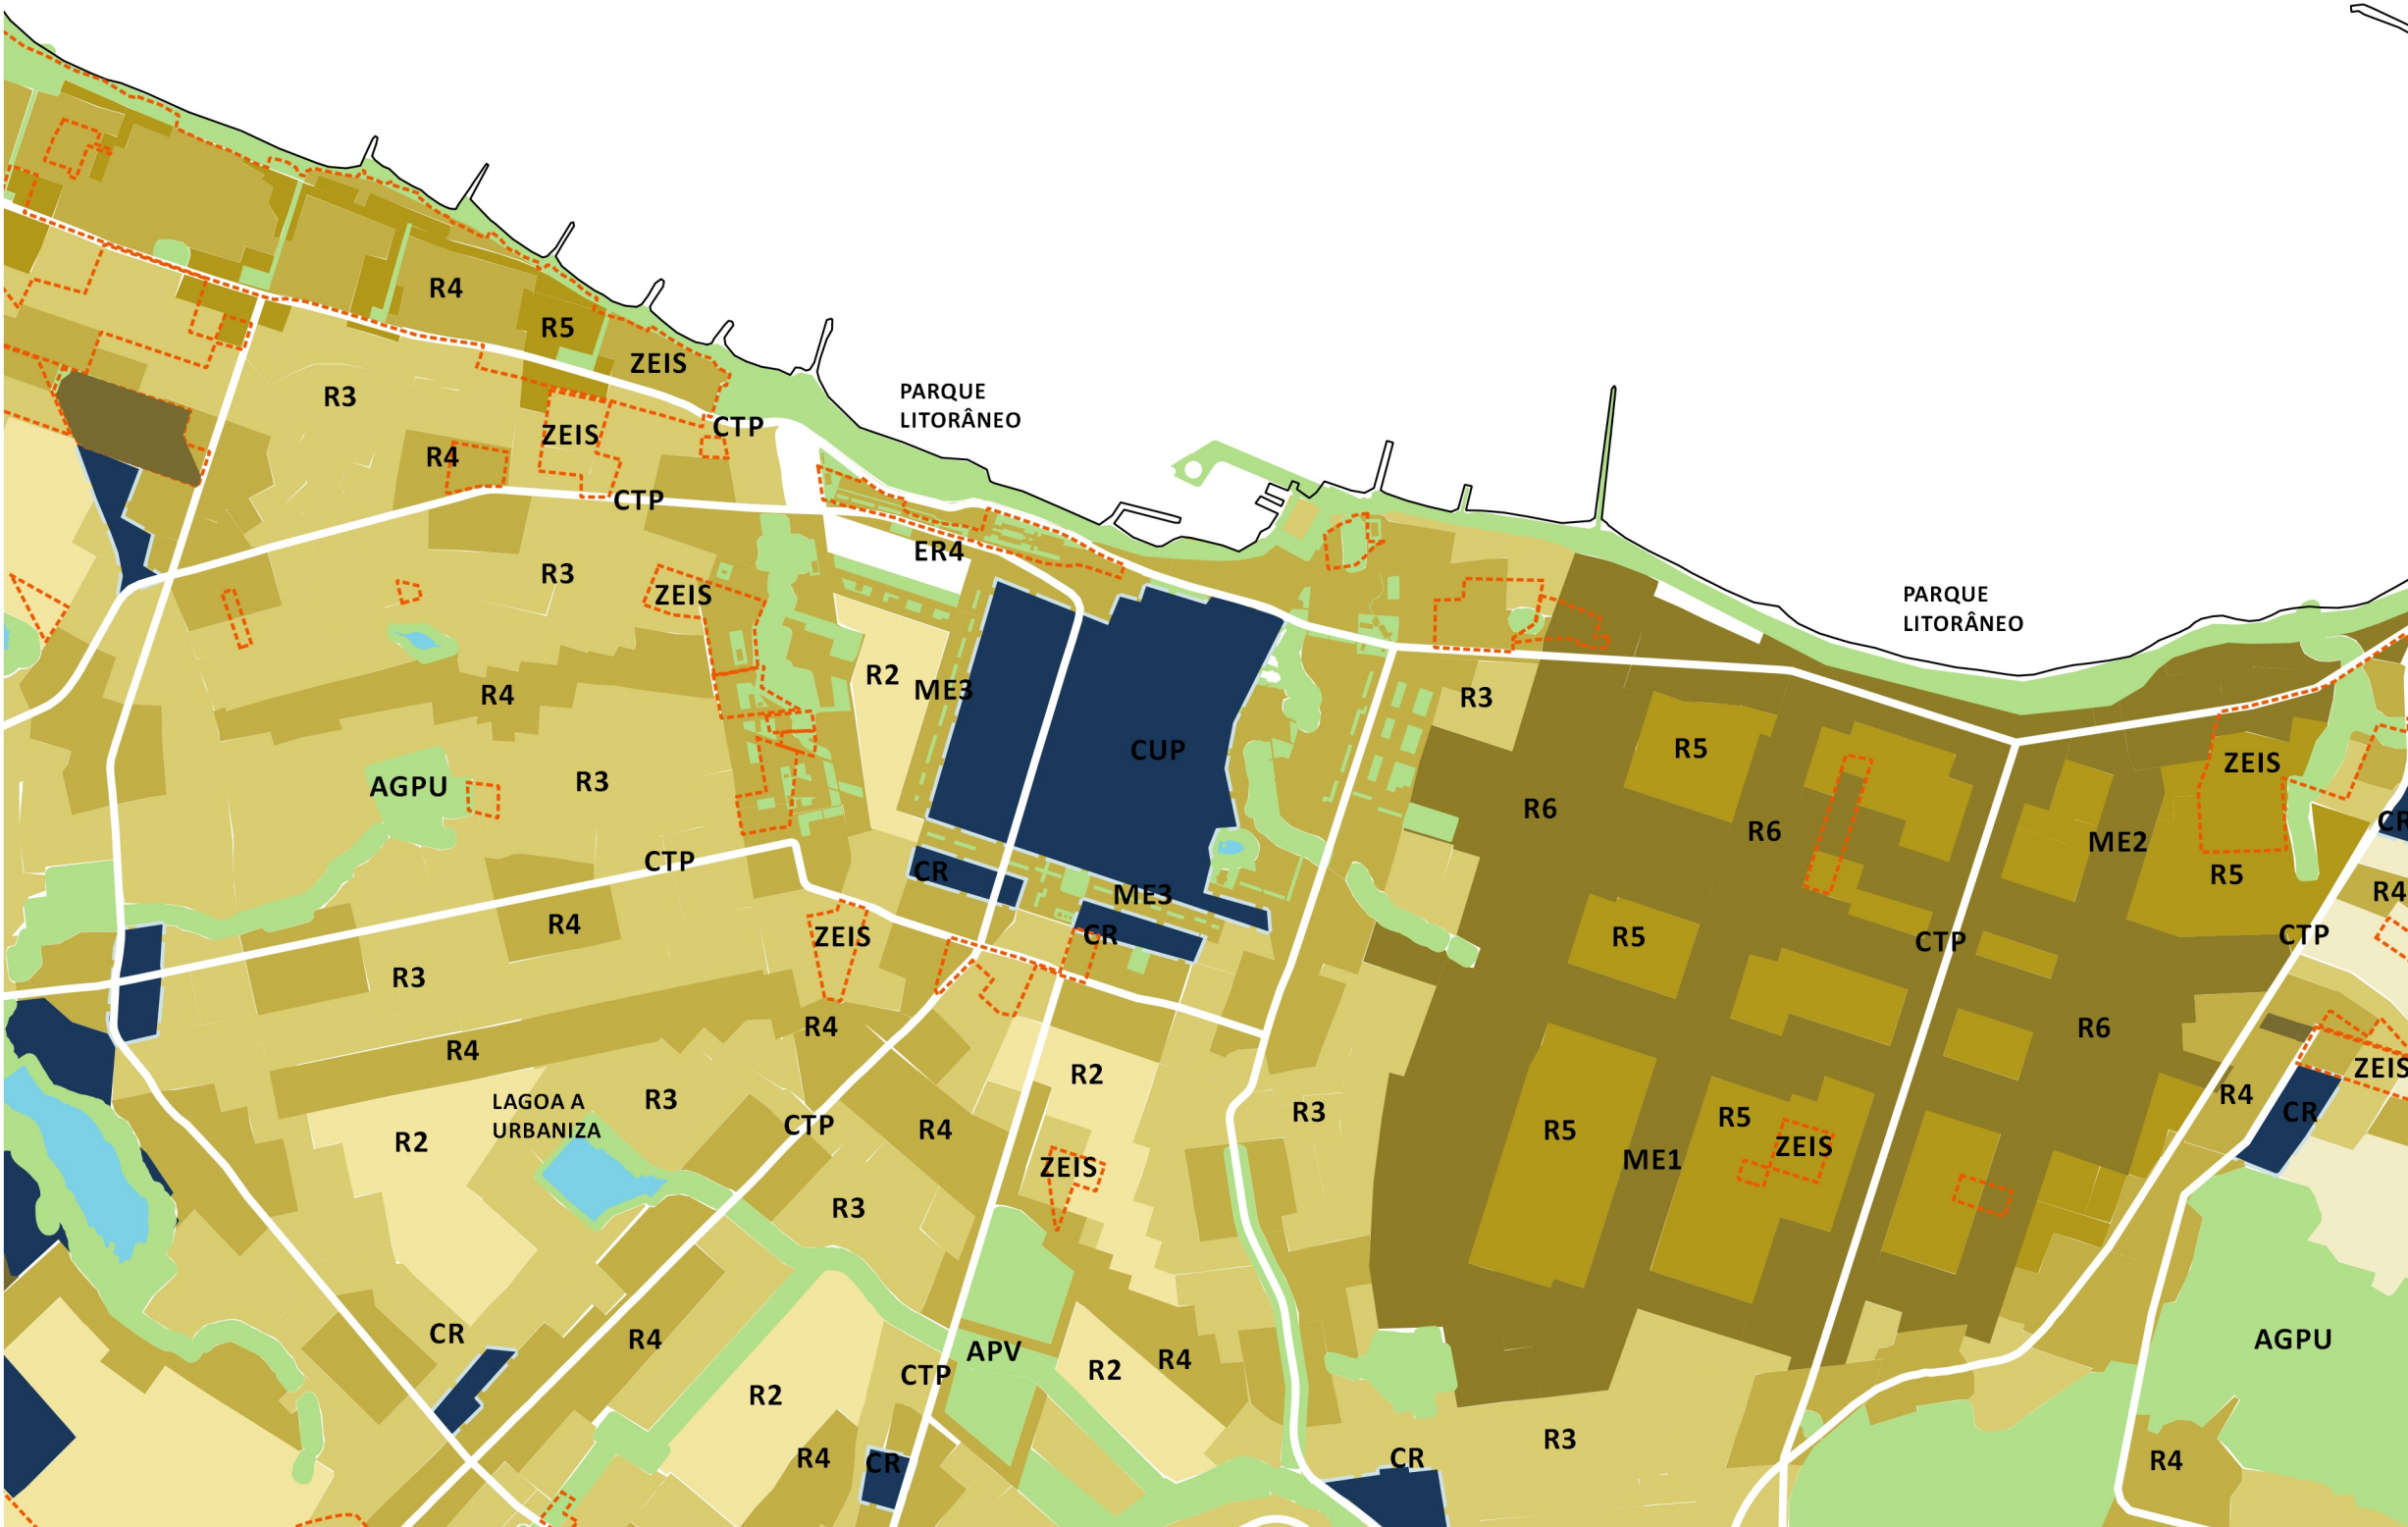 R4
R5
ZEIS
R3
PARQUE
LITORÂNEO
CTP
ZEIS
R4
CTP
ER4
R3
ZEIS
PARQUE
LITORÂNEO
R2
ME3
R4
R3
CUP
R5
ZEIS
AGPU
R3
R6
R6
ME2
CR
CTP
CR
ME3
R5
R4
R4
ZEIS
CR
R5
CTP
CTP
R3
R4
R4
R6
R2
ZEIS
LAGOA A
URBANIZA
R3
CTP
R4
R3
R5
R5
R4
CR
R2
ZEIS
ME1
ZEIS
R3
CR
R4
APV
R4
AGPU
R2
CTP
R2
R4
CR
CR
R3
R4